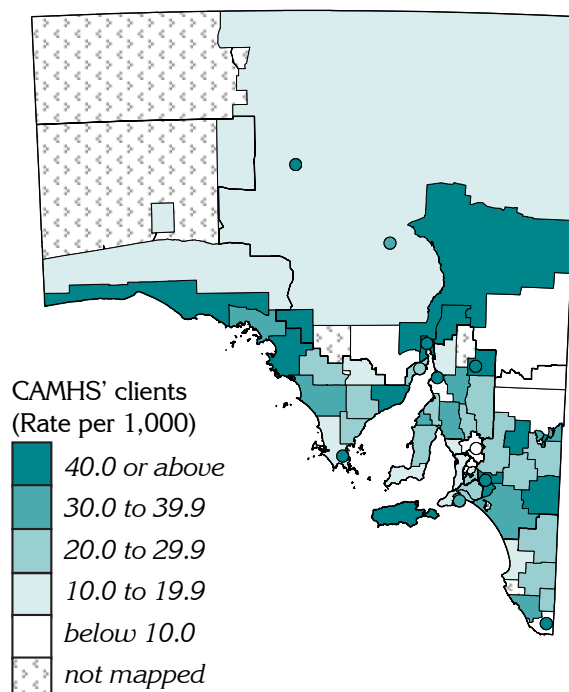 CAMHS' clients
(Rate per 1,000)
40.0 or above
30.0 to 39.9
20.0 to 29.9
10.0 to 19.9
below 10.0
not mapped